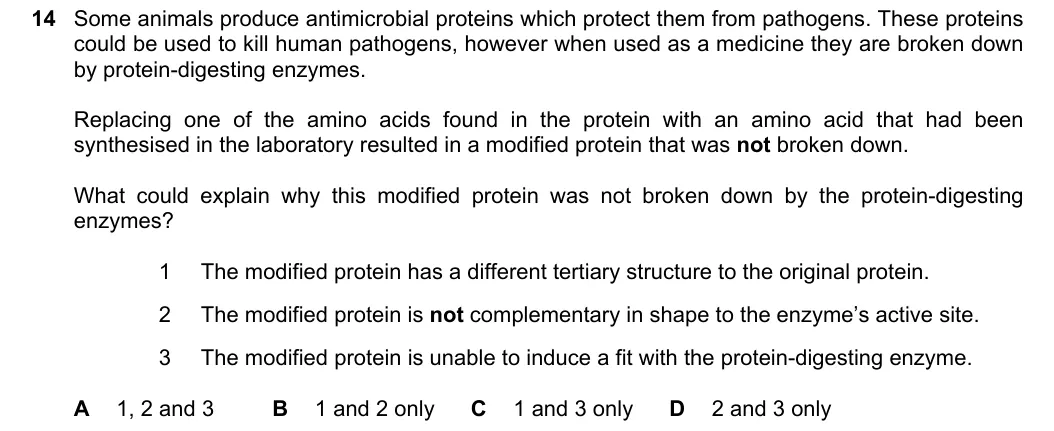 14 Some animals produce antimicrobial proteins which protect them from pathogens. These proteins
could be used to kill human pathogens, however when used as a medicine they are broken down
by protein-digesting enzymes.
Replacing one of the amino acids found in the protein with an amino acid that had been
synthesised in the laboratory resulted in a modified protein that was not broken down.
What could explain why this modified protein was not broken down by the protein-digesting
enzymes?
1 The modified protein has a different tertiary structure to the original protein.
2 The modified protein is not complementary in shape to the enzyme’s active site.
3 The modified protein is unable to induce a fit with the protein-digesting enzyme.
A 1, 2 and 3 B 1 and 2 only C 1 and 3 only D 2 and 3 only